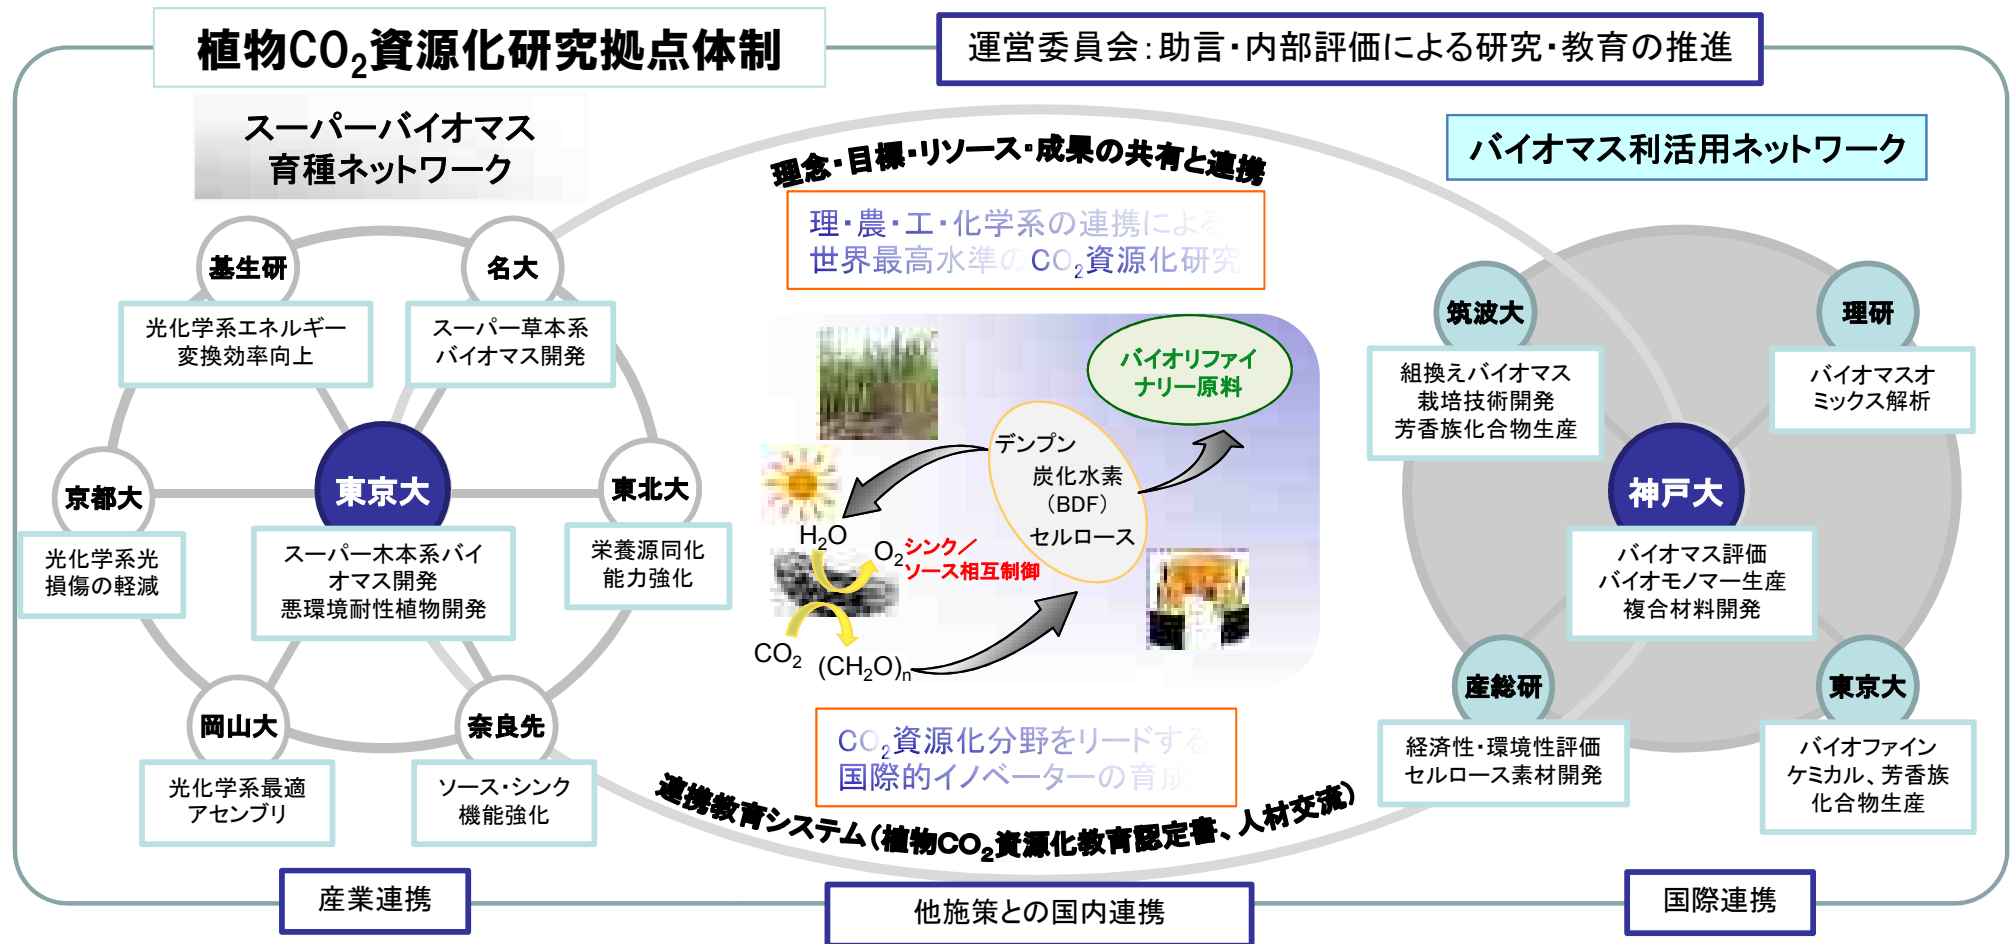 植物CO₂資源化研究拠点体制
運営委員会：助言・内部評価による研究・教育の推進
スーパーバイオマス
育種ネットワーク
理念・目標・リソース・成果の共有と連携
バイオマス利活用ネットワーク
理・農・工・化学系の連携による
世界最高水準のCO₂資源化研究
基生研
光化学系エネルギー
変換効率向上
名大
スーパー草本系
バイオマス開発
京都大
光化学系光
損傷の軽減
東京大
スーパー木本系バイ
オマス開発
悪環境耐性植物開発
東北大
栄養源同化
能力強化
岡山大
光化学系最適
アセンブリ
奈良先
ソース・シンク
機能強化
バイオリファイ
ナリー原料
デンプン
炭化水素
（BDF）
セルロース
H₂O
O₂
シンク／
ソース相互制御
CO₂
(CH₂O)ₙ
CO₂資源化分野をリードする
国際的イノベーターの育成
連携教育システム（植物CO₂資源化教育認定書、人材交流）
筑波大
組換えバイオマス
栽培技術開発
芳香族化合物生産
理研
バイオマスオ
ミックス解析
神戸大
バイオマス評価
バイオモノマー生産
複合材料開発
産総研
経済性・環境性評価
セルロース素材開発
東京大
バイオファイン
ケミカル、芳香族
化合物生産
産業連携
他施策との国内連携
国際連携